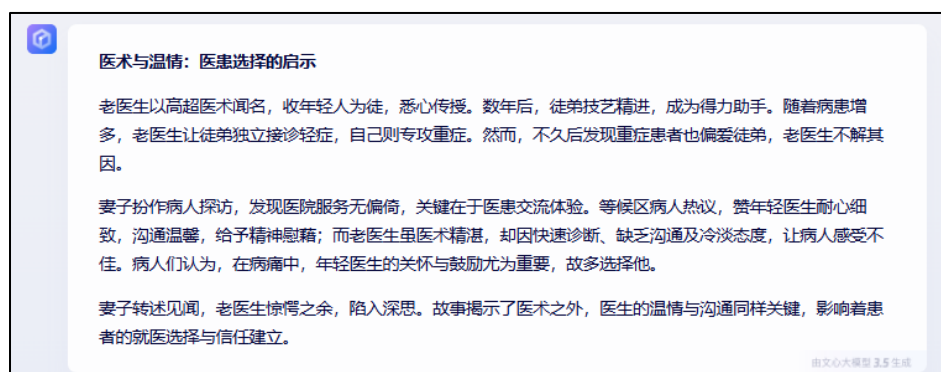 医术与温情：医患选择的启示
老医生以高超医术闻名，收年轻人为徒，悉心传授。数年后，徒弟技艺精进，成为得力助手。随着病患增
多，老医生让徒弟独立接诊轻症，自己则专攻重症。然而，不久后发现重症患者也偏爱徒弟，老医生不解其
因。
妻子扮作病人探访，发现医院服务无偏倚，关键在于医患交流体验。等候区病人热议，赞年轻医生耐心细
致，沟通温馨，给予精神慰藉；而老医生虽医术精湛，却因快速诊断、缺乏沟通及冷淡态度，让病人感受不
佳。病人们认为，在病痛中，年轻医生的关怀与鼓励尤为重要，故多选择他。
妻子转述见闻，老医生惊愕之余，陷入深思。故事揭示了医术之外，医生的温情与沟通同样关键，影响着患
者的就医选择与信任建立。
由文心大模型 3.5 生成